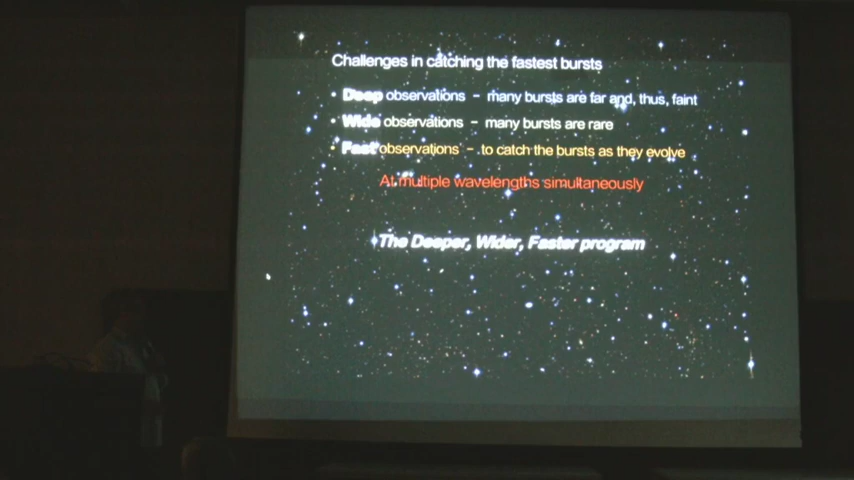 Challenges in catching the fastest bursts
• Deep observations - many bursts are far and, thus, faint
• Wide observations - many bursts are rare
• Fast observations - to catch the bursts as they evolve
At multiple wavelengths simultaneously
The Deeper, Wider, Faster program